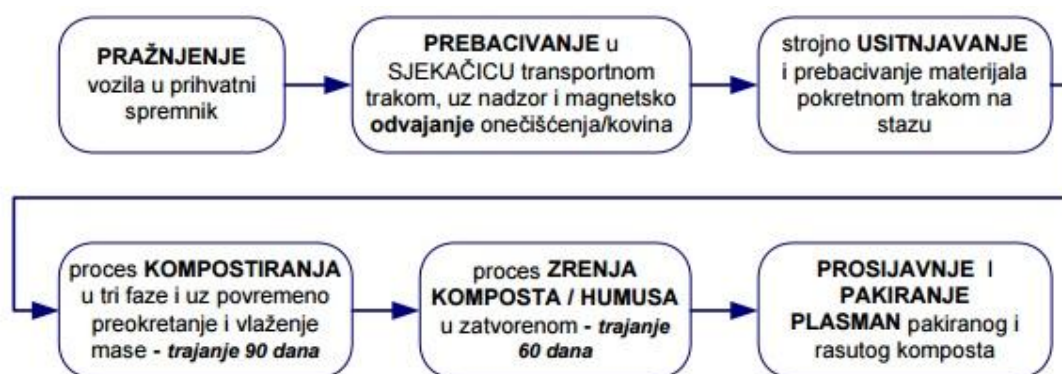 PRAŽNJENJE
vozila u prihvatni
spremnik
PREBACIVANJE u
SJEKAČICU transportnom
trakom, uz nadzor i magnetsko
odvajanje onečišćenja/kovina
strojno USITNJAVANJE
i prebacivanje materijala
pokretnom trakom na
stazu
proces KOMPOSTIRANJA
u tri faze i uz povremeno
preokretanje i vlaženje
mase - trajanje 90 dana
proces ZRENJA
KOMPOSTA / HUMUSA
u zatvorenom - trajanje
60 dana
PROSIJAVNJE I
PAKIRANJE
PLASMAN pakiranog i
rasutog komposta